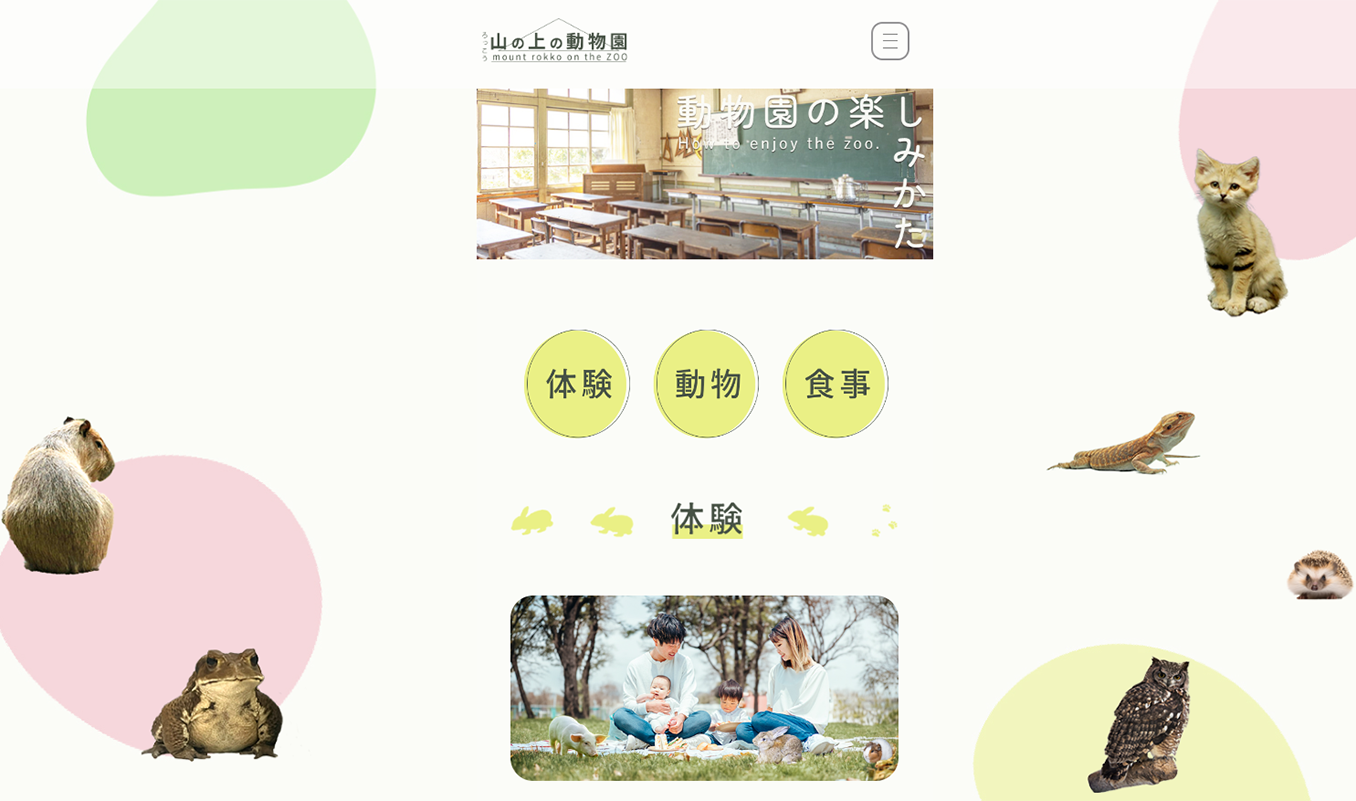 ろっこう
山の上の動物園
mount rokko on the ZOO
動物園の楽しみかた
How to enjoy the zoo.
体験
動物
食事
体験